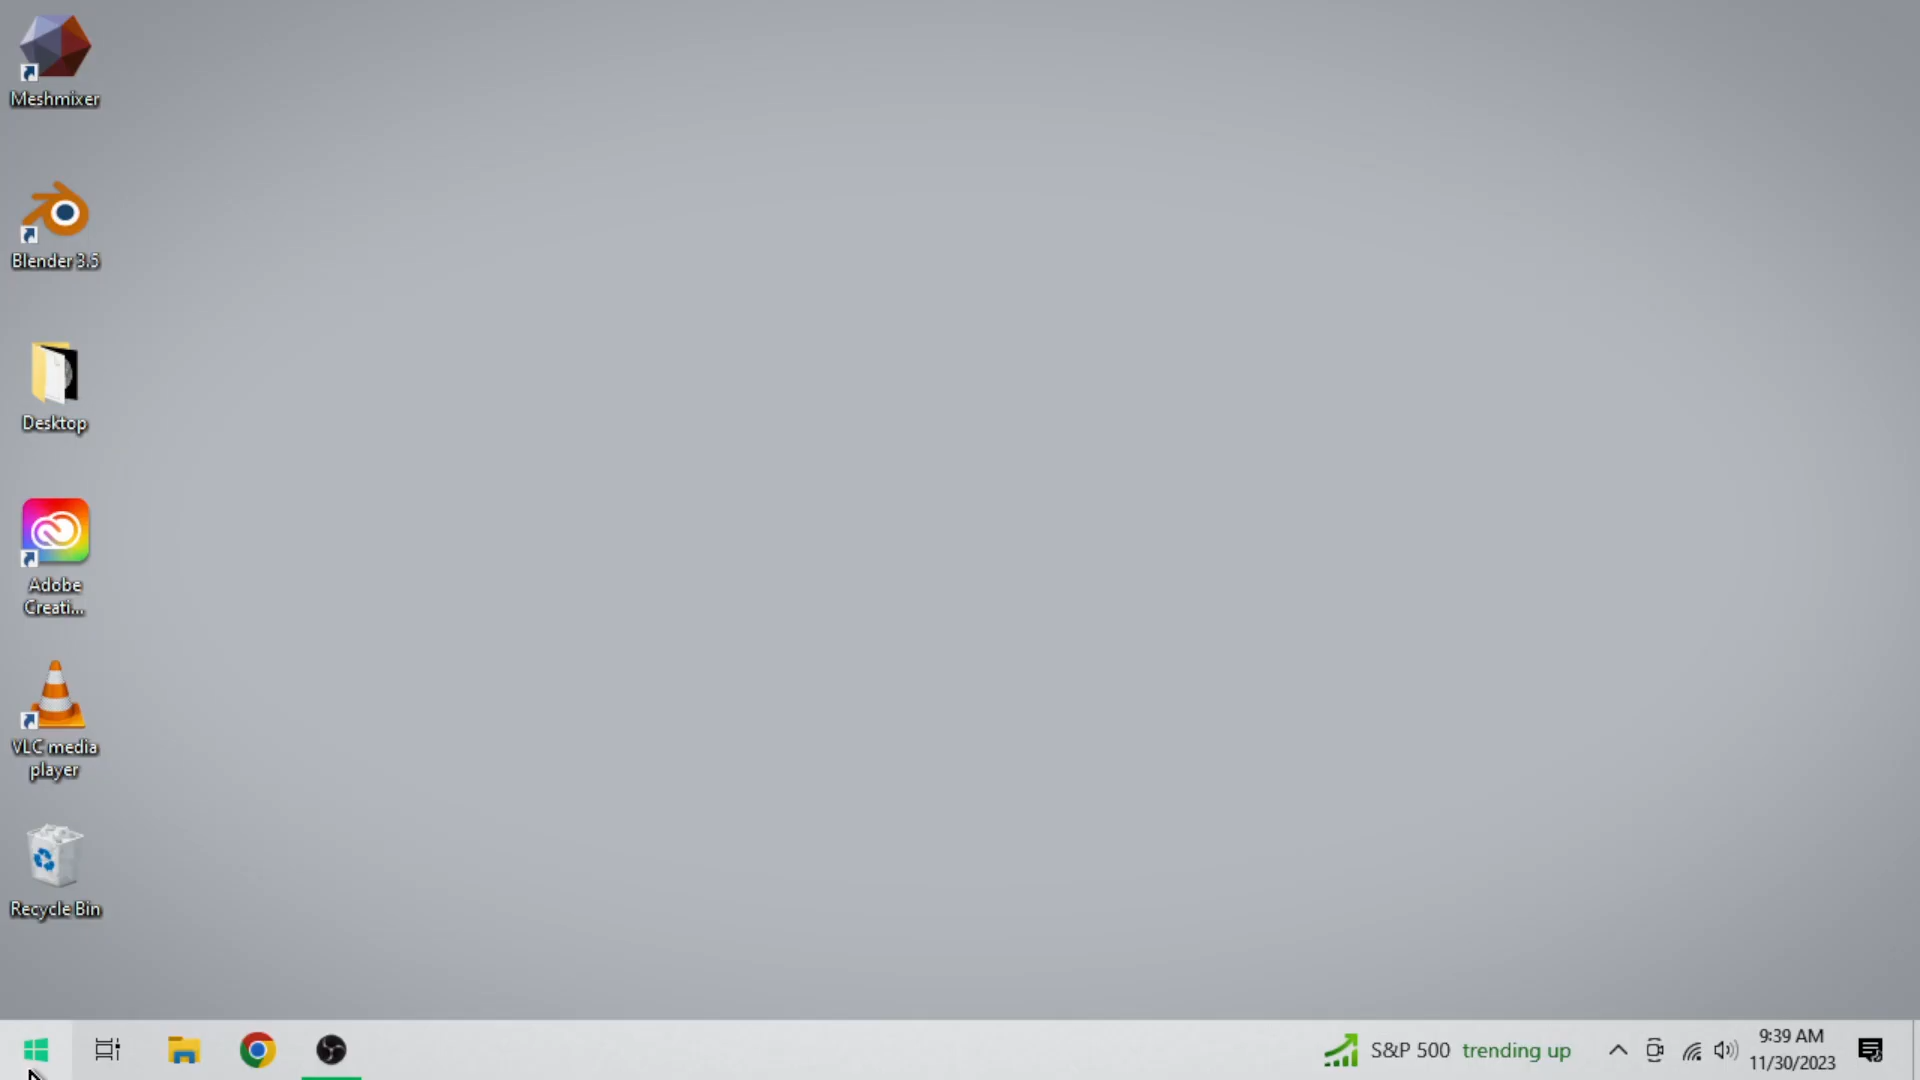 Meshmixer
Blender 3.5
Desktop
Adobe
Creati...
VLC media
player
Recycle Bin
S&P 500 trending up
9:39 AM
11/30/2023